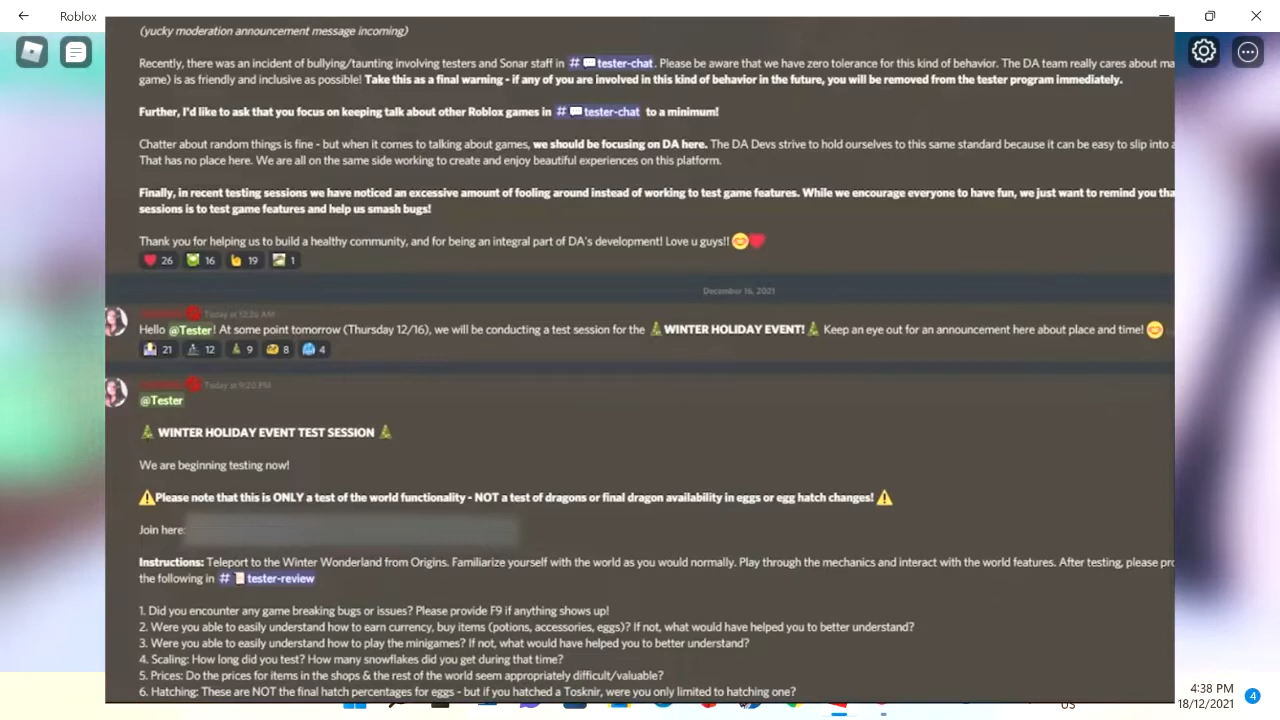 Roblox
(yucky moderation announcement message incoming)
Recently, there was an incident of bullying/taunting involving testers and Sonar staff in # 💬tester-chat. Please be aware that we have zero tolerance for this kind of behavior. The DA team really cares about ma
game) is as friendly and inclusive as possible! Take this as a final warning - if any of you are involved in this kind of behavior in the future, you will be removed from the tester program immediately.
Further, I'd like to ask that you focus on keeping talk about other Roblox games in # 💬tester-chat to a minimum!
Chatter about random things is fine - but when it comes to talking about games, we should be focusing on DA here. The DA Devs strive to hold ourselves to this same standard because it can be easy to slip into a
That has no place here. We are all on the same side working to create and enjoy beautiful experiences on this platform.
Finally, in recent testing sessions we have noticed an excessive amount of fooling around instead of working to test game features. While we encourage everyone to have fun, we just want to remind you tha
sessions is to test game features and help us smash bugs!
Thank you for helping us to build a healthy community, and for being an integral part of DA's development! Love u guys!! 😊❤️
26 16 19 1
December 16, 2021
Today at 12:26 AM
Hello @Tester! At some point tomorrow (Thursday 12/16), we will be conducting a test session for the 🎄WINTER HOLIDAY EVENT!🎄 Keep an eye out for an announcement here about place and time! 😊
21 12 9 8 4
Today at 9:20 PM
@Tester
🎄 WINTER HOLIDAY EVENT TEST SESSION 🎄
We are beginning testing now!
⚠️Please note that this is ONLY a test of the world functionality - NOT a test of dragons or final dragon availability in eggs or egg hatch changes! ⚠️
Join here:
Instructions: Teleport to the Winter Wonderland from Origins. Familiarize yourself with the world as you would normally. Play through the mechanics and interact with the world features. After testing, please pro
the following in # 📜tester-review
1. Did you encounter any game breaking bugs or issues? Please provide F9 if anything shows up!
2. Were you able to easily understand how to earn currency, buy items (potions, accessories, eggs)? If not, what would have helped you to better understand?
3. Were you able to easily understand how to play the minigames? If not, what would have helped you to better understand?
4. Scaling: How long did you test? How many snowflakes did you get during that time?
5. Prices: Do the prices for items in the shops & the rest of the world seem appropriately difficult/valuable?
6. Hatching: These are NOT the final hatch percentages for eggs - but if you hatched a Tosknir, were you only limited to hatching one?
4:38 PM
US 18/12/2021 4